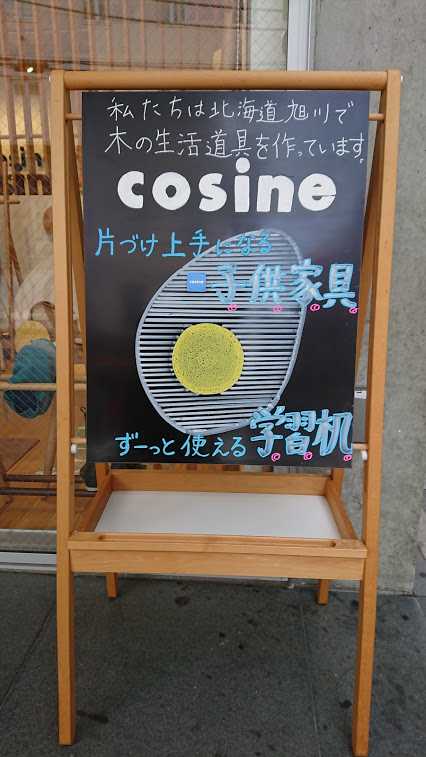 私たちは北海道旭川で
木の生活道具を作っています。
cosine
片づけ上手になる
cosine
子供家具
ずーっと使える
学習机